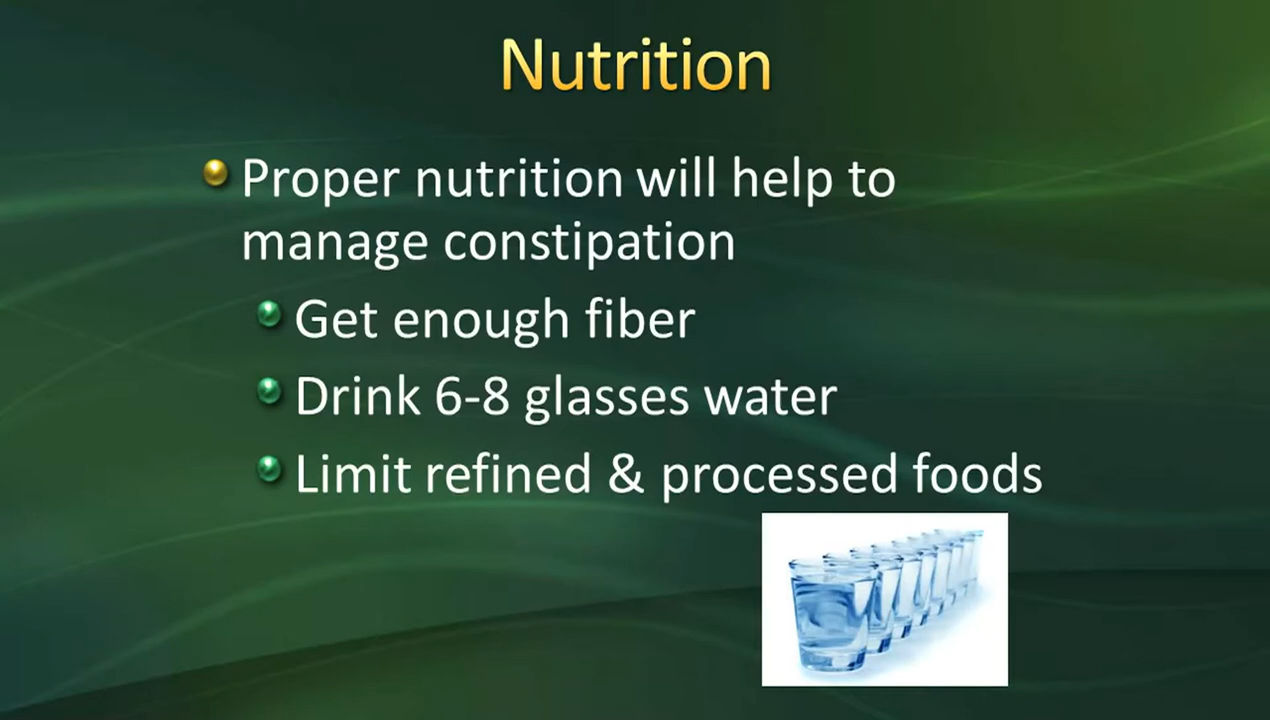 Nutrition
Proper nutrition will help to
manage constipation
Get enough fiber
Drink 6-8 glasses water
Limit refined & processed foods